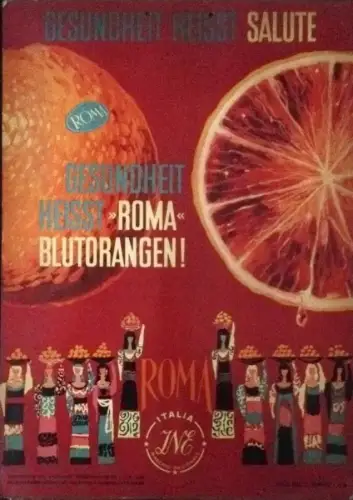 GESUNDHEIT HEISST SALUTE
ROMA
GESUNDHEIT
HEISST »ROMA«
BLUTORANGEN!
ROMA
ITALIA
INE